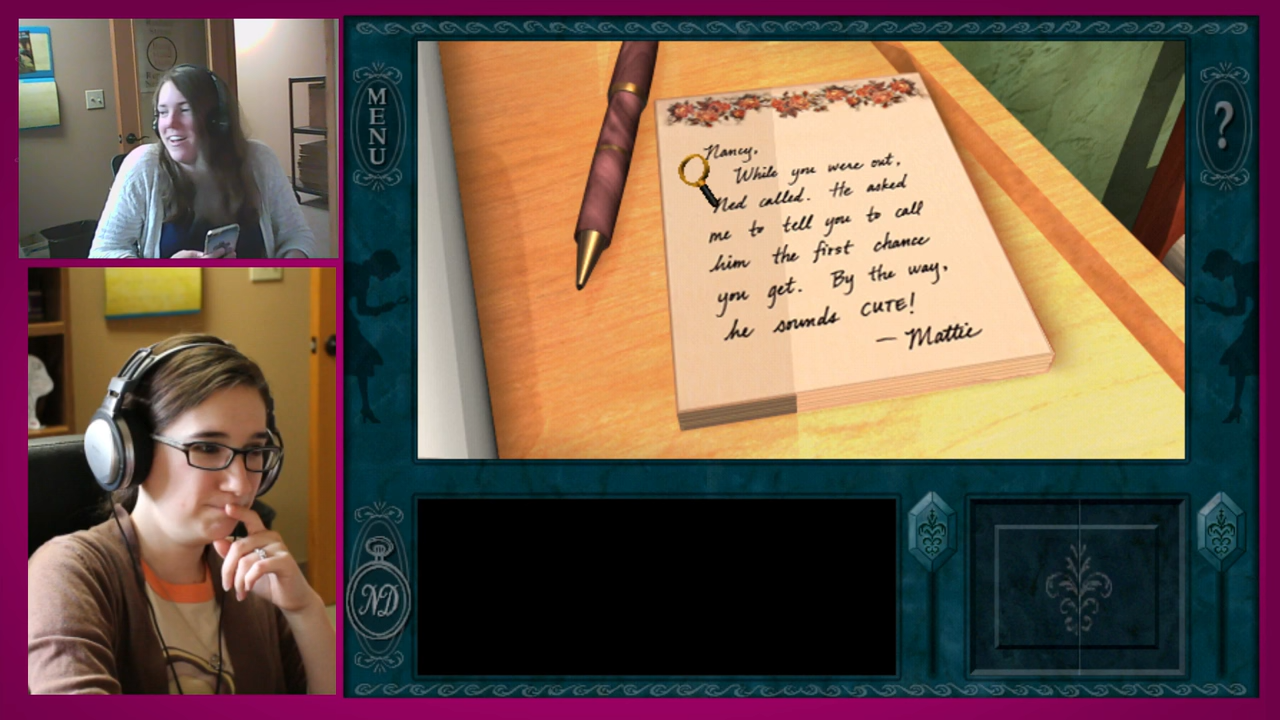 MENU
?
Nancy,
While you were out,
Ned called. He asked
me to tell you to call
him the first chance
you get. By the way,
he sounds CUTE!
— Mattie
ND